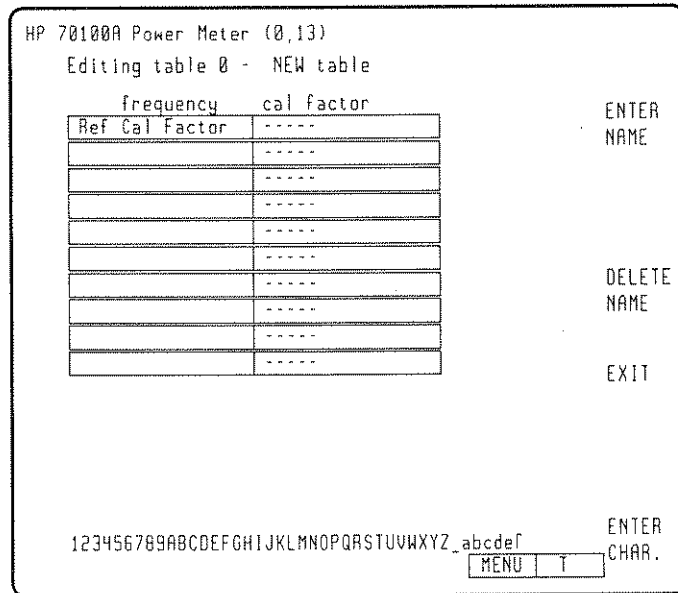 HP 70100A Power Meter (0,13)
Editing table 0 - NEW table
frequency cal factor
Ref Cal Factor -----
-----
-----
-----
-----
-----
-----
-----
-----
-----
ENTER
NAME
DELETE
NAME
EXIT
123456789ABCDEFGHIJKLMNOPQRSTUVWXYZ_abcdef
ENTER
CHAR.
MENU T